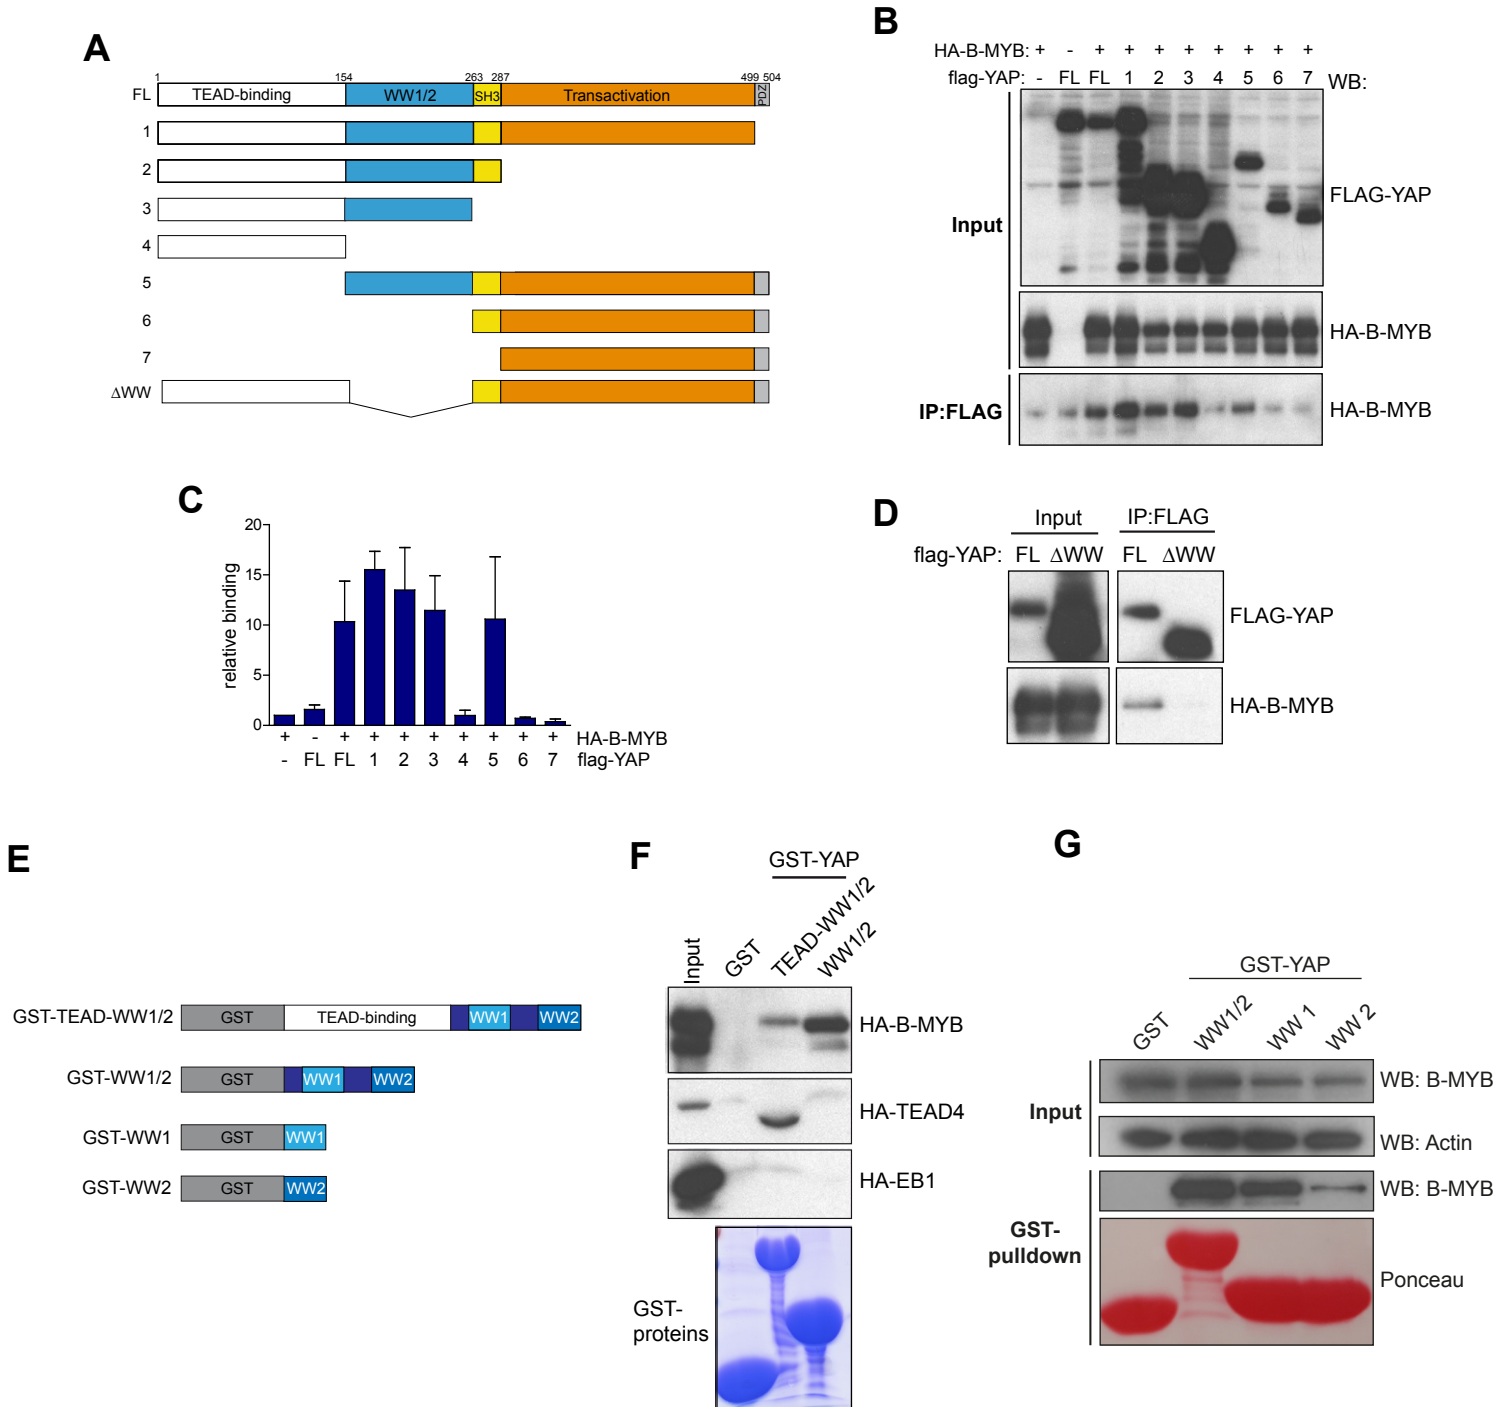 A
1 154 263 287 499 504
FL TEAD-binding WW1/2 SH3 Transactivation PDZ
1
2
3
4
5
6
7
ΔWW
B
HA-B-MYB: + - + + + + + + + +
flag-YAP: - FL FL 1 2 3 4 5 6 7 WB:
Input
FLAG-YAP
HA-B-MYB
IP:FLAG HA-B-MYB
C
relative binding
20
15
10
5
0
+ - + + + + + + + + HA-B-MYB
- FL FL 1 2 3 4 5 6 7 flag-YAP
D
Input IP:FLAG
flag-YAP: FL ΔWW FL ΔWW
FLAG-YAP
HA-B-MYB
E
GST-TEAD-WW1/2 GST TEAD-binding WW1 WW2
GST-WW1/2 GST WW1 WW2
GST-WW1 GST WW1
GST-WW2 GST WW2
F
GST-YAP
Input GST TEAD-WW1/2 WW1/2
HA-B-MYB
HA-TEAD4
HA-EB1
GST-
proteins
G
GST-YAP
GST WW1/2 WW 1 WW 2
Input
WB: B-MYB
WB: Actin
GST-
pulldown
WB: B-MYB
Ponceau